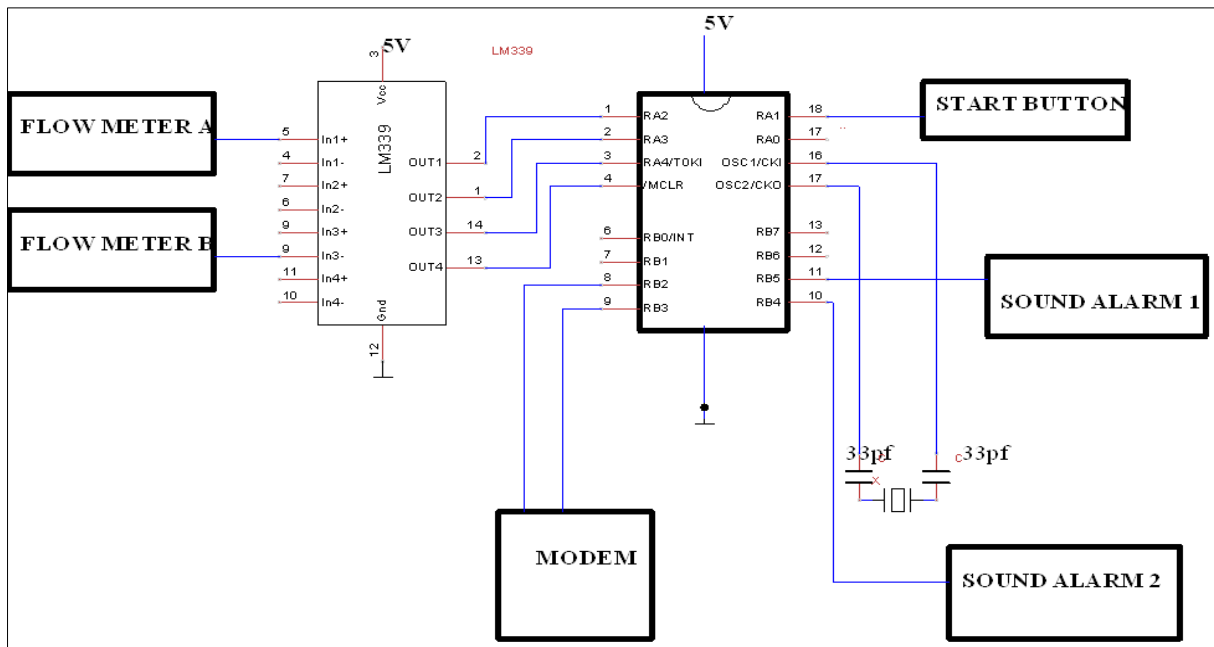 5V
5V
LM339
3
Vcc
LM339
Gnd
12
FLOW METER A
FLOW METER B
5 In1+
4 In1-
7 In2+
6 In2-
9 In3+
9 In3-
11 In4+
10 In4-
OUT1 2
OUT2 1
OUT3 14
OUT4 13
1 RA2
2 RA3
3 RA4/T0KI
4 /MCLR
6 RB0/INT
7 RB1
8 RB2
9 RB3
RA1 18
RA0 17
OSC1/CKI 16
OSC2/CKO 17
RB7 13
RB6 12
RB5 11
RB4 10
START BUTTON
SOUND ALARM 1
33pf
C 33pf
X
MODEM
SOUND ALARM 2